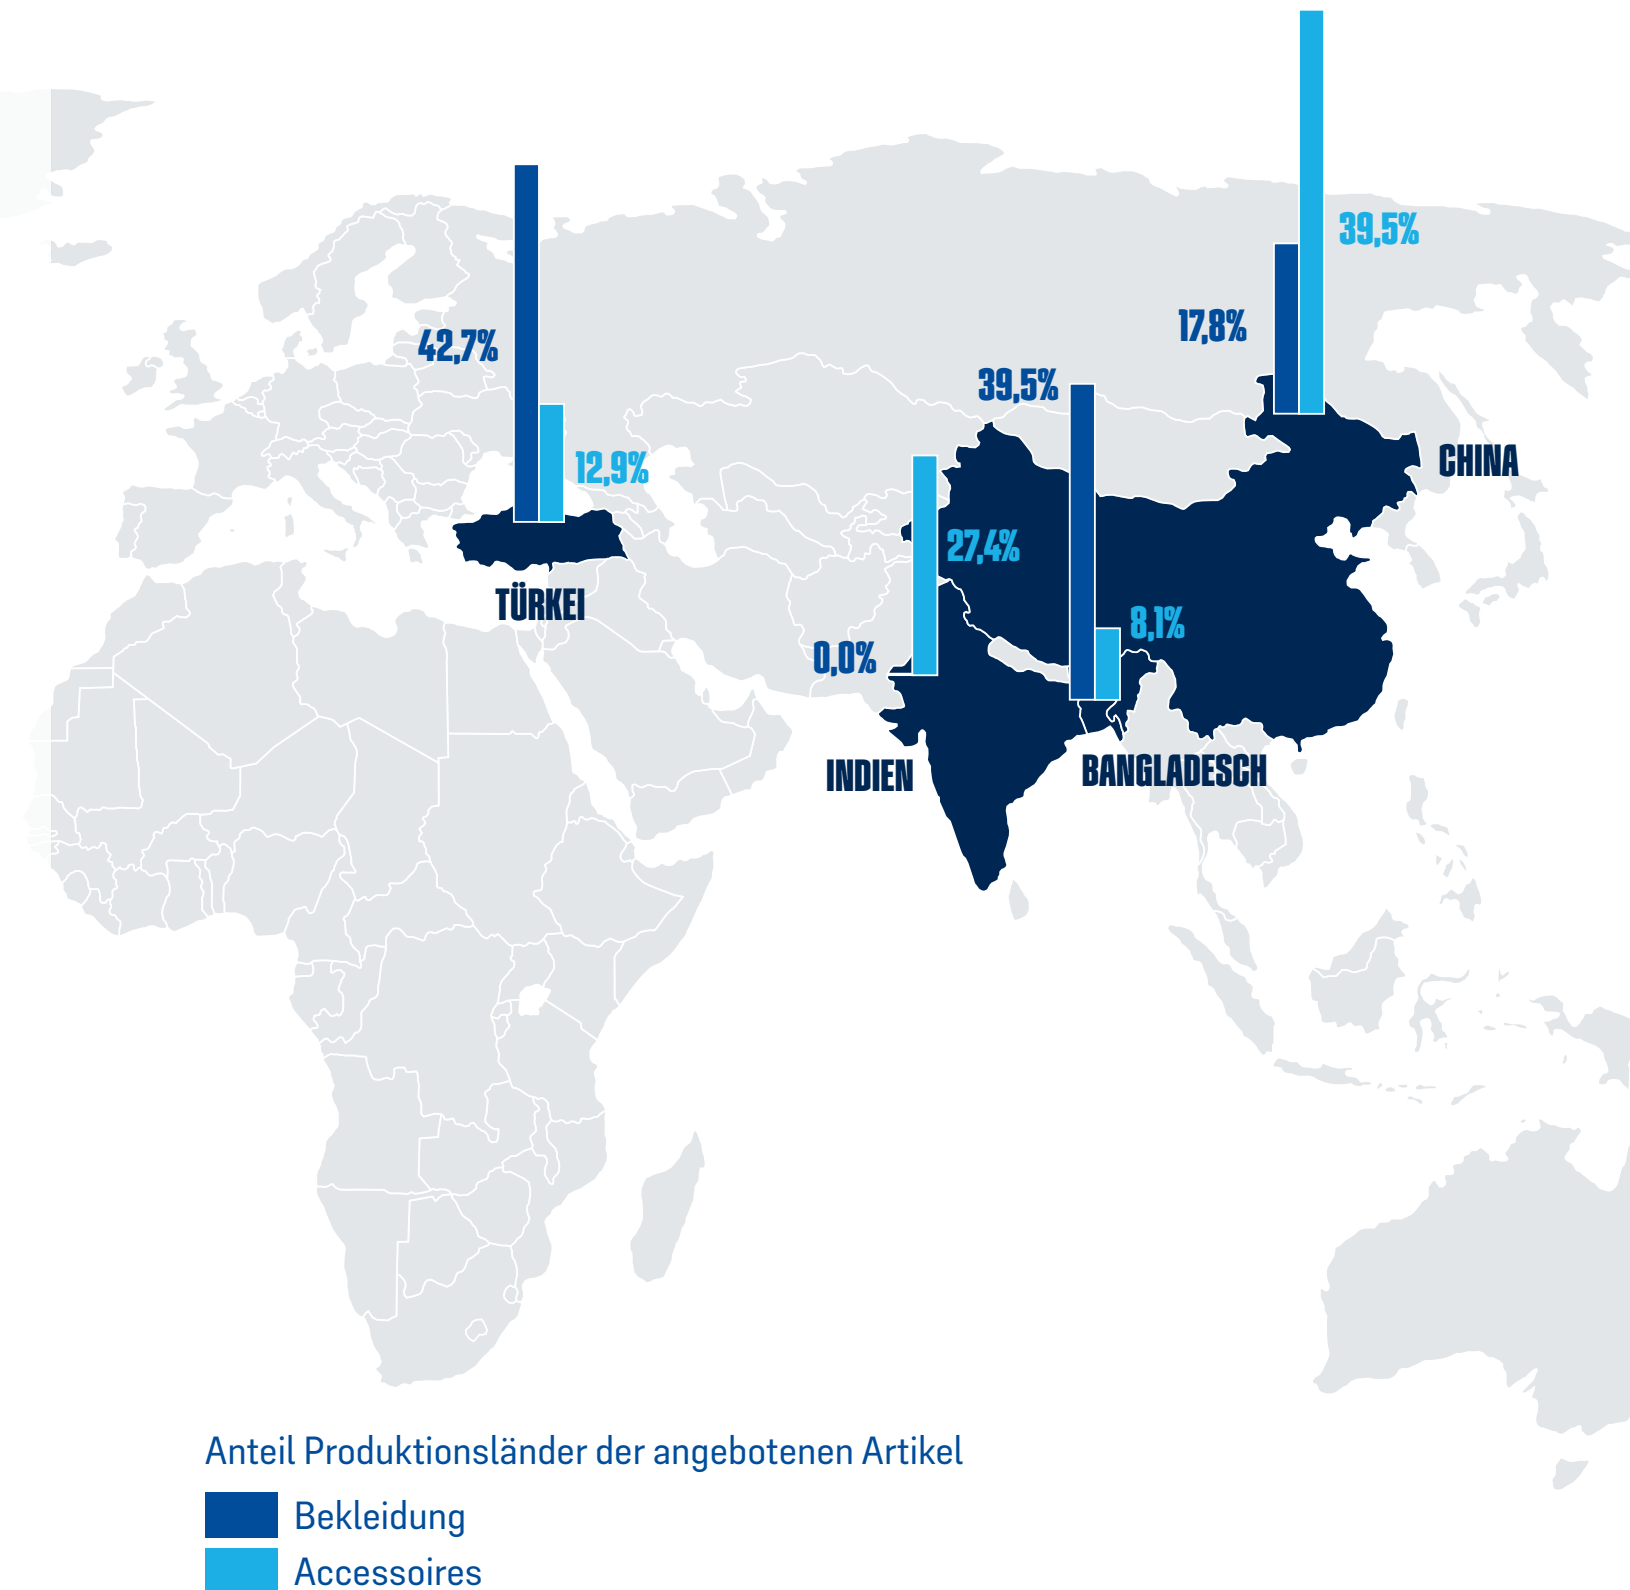 39,5%
17,8%
42,7%
39,5%
CHINA
12,9%
27,4%
TÜRKEI
8,1%
0,0%
INDIEN
BANGLADESCH
Anteil Produktionsländer der angebotenen Artikel
Bekleidung
Accessoires